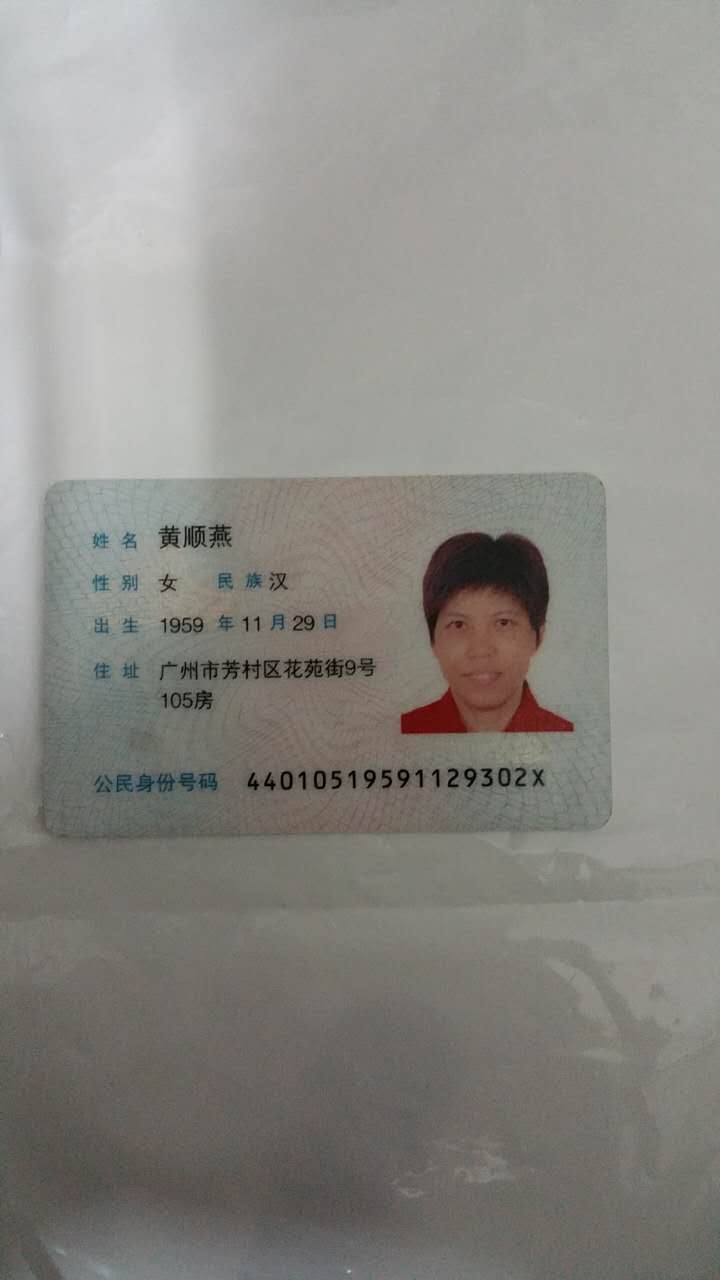 姓名 黄顺燕
性别 女 民族 汉
出生 1959 年 11 月 29 日
住址 广州市芳村区花苑街9号
105房
公民身份号码 44010519591129302X